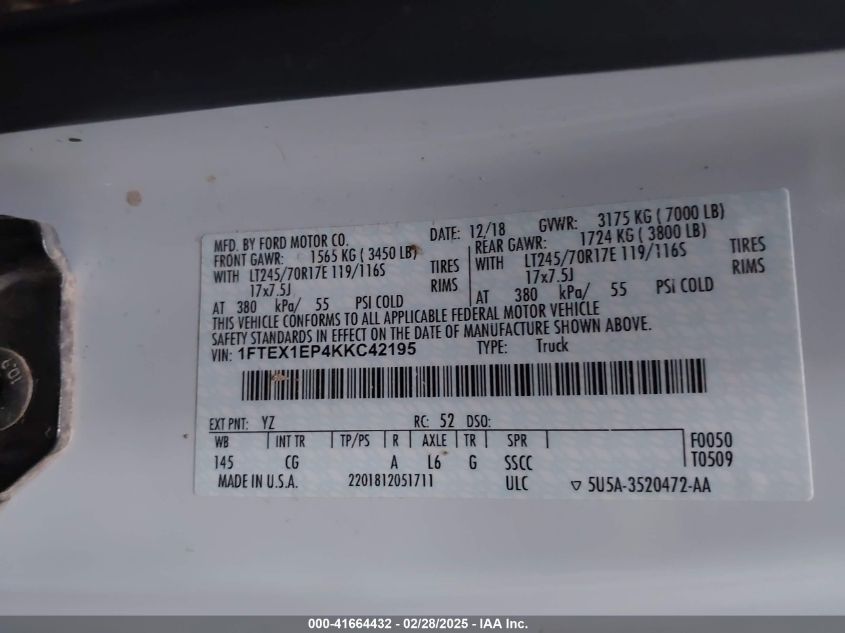 MFD. BY FORD MOTOR CO. DATE: 12/18 GVWR: 3175 KG ( 7000 LB)
FRONT GAWR: 1565 KG ( 3450 LB) REAR GAWR: 1724 KG ( 3800 LB)
WITH LT245/70R17E 119/116S TIRES WITH LT245/70R17E 119/116S TIRES
17x7.5J RIMS 17x7.5J RIMS
AT 380 kPa/ 55 PSI COLD AT 380 kPa/ 55 PSi COLD
THIS VEHICLE CONFORMS TO ALL APPLICABLE FEDERAL MOTOR VEHICLE
SAFETY STANDARDS IN EFFECT ON THE DATE OF MANUFACTURE SHOWN ABOVE.
VIN: 1FTEX1EP4KKC42195 TYPE: Truck
EXT PNT: YZ RC: 52 DSO:
WB INT TR TP/PS R AXLE TR SPR F0050
145 CG A L6 G SSCC T0509
MADE IN U.S.A. 2201812051711 ULC ▽ 5U5A-3520472-AA
10.9
000-41664432 - 02/28/2025 - IAA Inc.